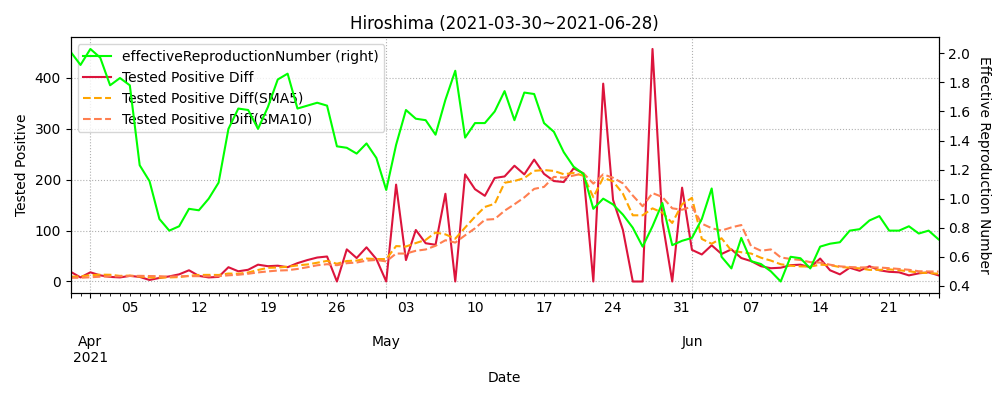 Hiroshima (2021-03-30~2021-06-28)
effectiveReproductionNumber (right)
Tested Positive Diff
Tested Positive Diff(SMA5)
Tested Positive Diff(SMA10)
Tested Positive
400
300
200
100
0
2.0
1.8
1.6
1.4
1.2
1.0
0.8
0.6
0.4
Effective Reproduction Number
05 12 19 26 03 10 17 24 31 07 14 21
Apr May Jun
2021
Date